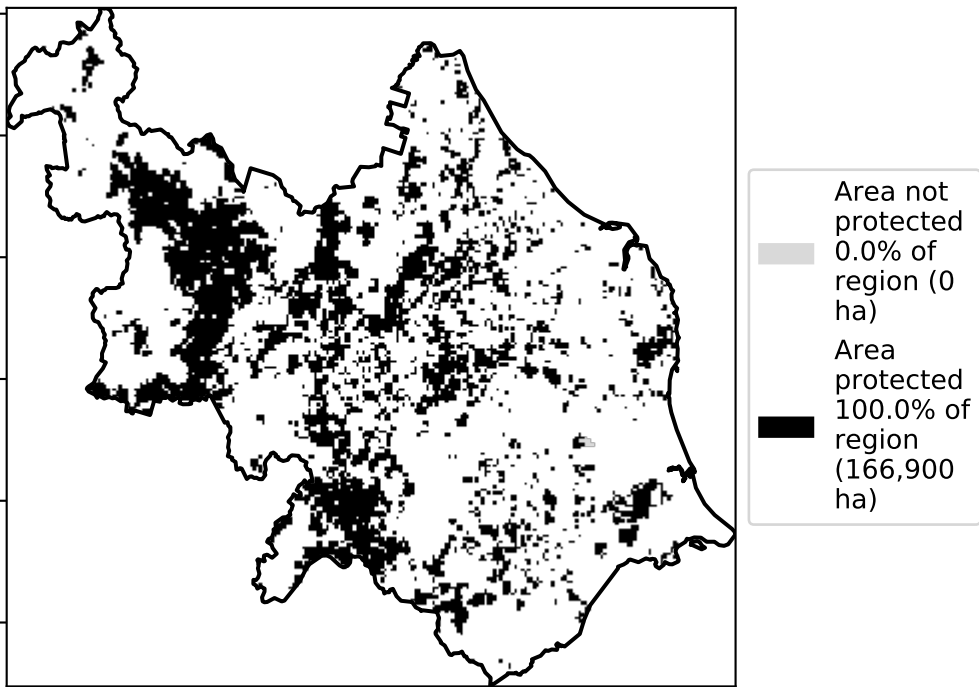 Area not
protected
0.0% of
region (0
ha)
Area
protected
100.0% of
region
(166,900
ha)